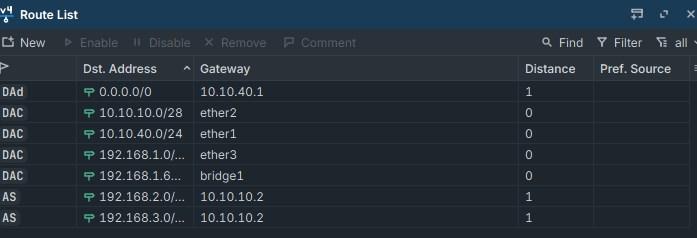 v4 Route List
New Enable Disable Remove Comment Find Filter all
Dst. Address Gateway Distance Pref. Source
DAd 0.0.0.0/0 10.10.40.1 1
DAC 10.10.10.0/28 ether2 0
DAC 10.10.40.0/24 ether1 0
DAC 192.168.1.0/... ether3 0
DAC 192.168.1.6... bridge1 0
AS 192.168.2.0/... 10.10.10.2 1
AS 192.168.3.0/... 10.10.10.2 1